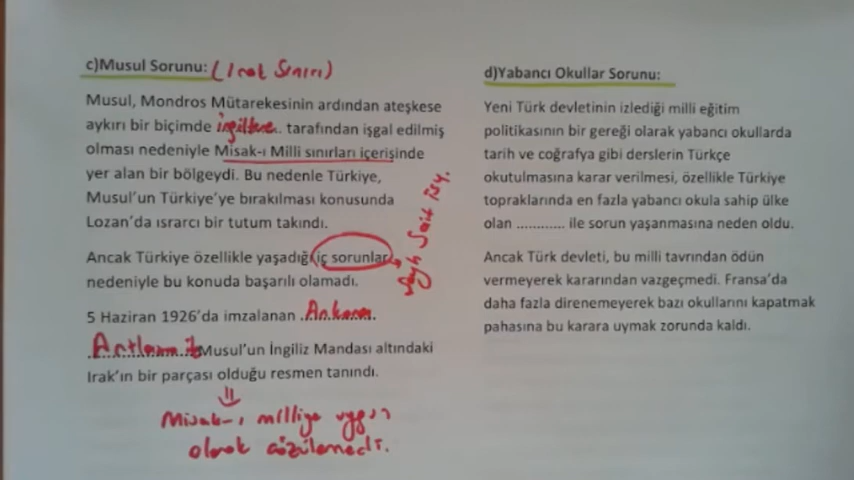 c)Musul Sorunu: (Irak Sınırı)
Musul, Mondros Mütarekesinin ardından ateşkese
aykırı bir biçimde İngiltere.. tarafından işgal edilmiş
olması nedeniyle Misak-ı Milli sınırları içerisinde
yer alan bir bölgeydi. Bu nedenle Türkiye,
Musul'un Türkiye'ye bırakılması konusunda
Lozan'da ısrarcı bir tutum takındı.
Ancak Türkiye özellikle yaşadığı iç sorunlar
Şeyh Sait isy.
nedeniyle bu konuda başarılı olamadı.
5 Haziran 1926'da imzalanan .Ankara.
Antlaşm. Musul'un İngiliz Mandası altındaki
Irak'ın bir parçası olduğu resmen tanındı.
Misak-ı milliye uygun
olarak çözülemedi.
d)Yabancı Okullar Sorunu:
Yeni Türk devletinin izlediği milli eğitim
politikasının bir gereği olarak yabancı okullarda
tarih ve coğrafya gibi derslerin Türkçe
okutulmasına karar verilmesi, özellikle Türkiye
topraklarında en fazla yabancı okula sahip ülke
olan ............ ile sorun yaşanmasına neden oldu.
Ancak Türk devleti, bu milli tavrından ödün
vermeyerek kararından vazgeçmedi. Fransa'da
daha fazla direnemeyerek bazı okullarını kapatmak
pahasına bu karara uymak zorunda kaldı.